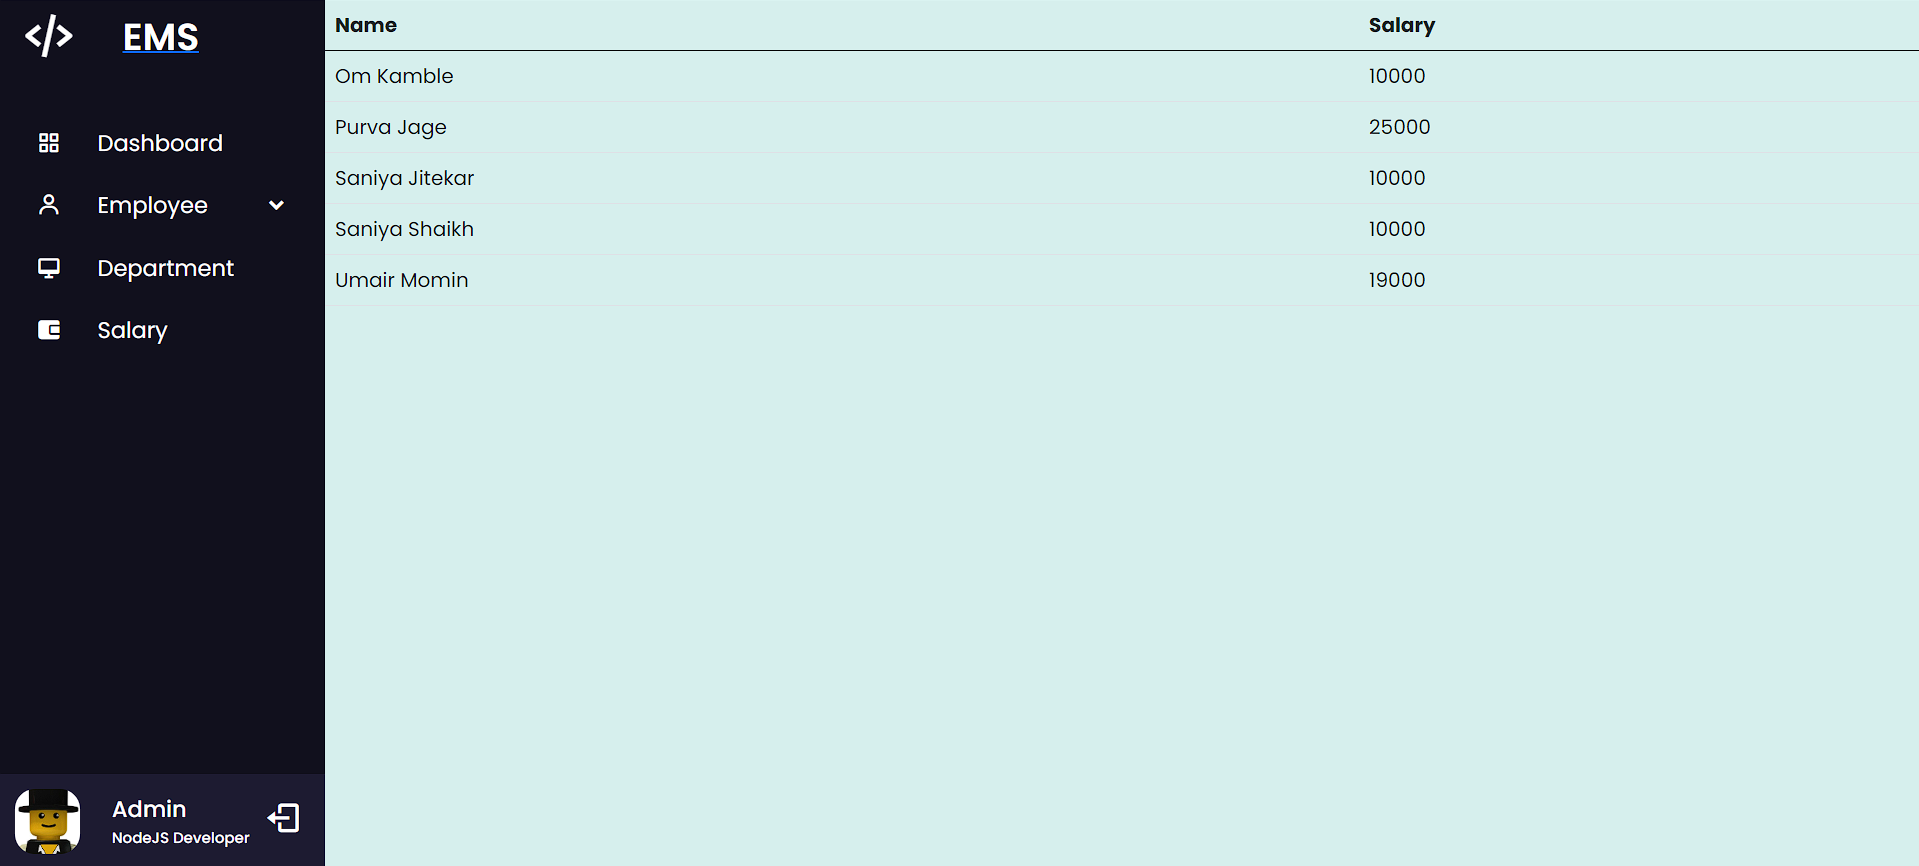 </> EMS
Dashboard
Employee
Department
Salary
Admin
NodeJS Developer
Name Salary
Om Kamble 10000
Purva Jage 25000
Saniya Jitekar 10000
Saniya Shaikh 10000
Umair Momin 19000